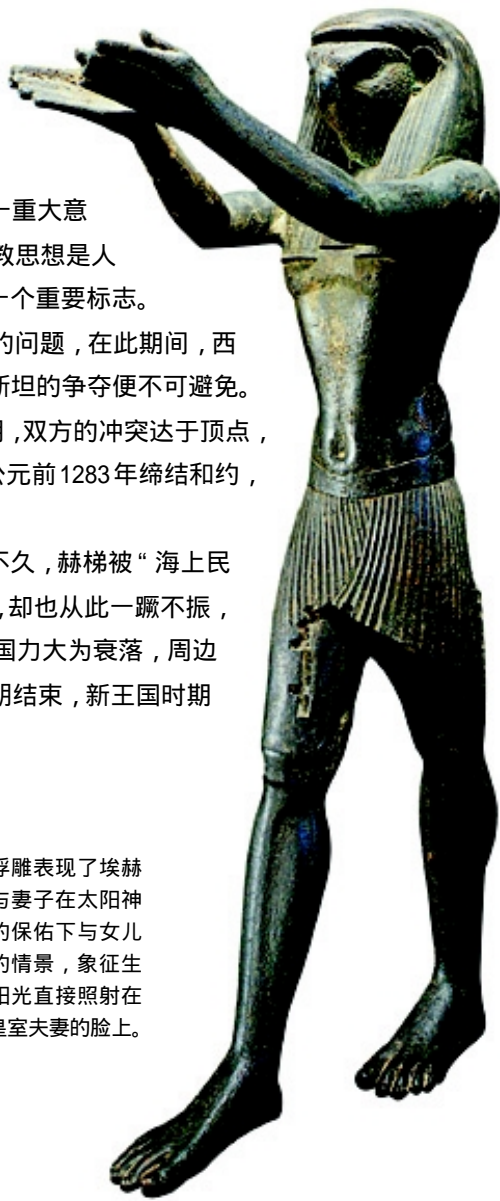 一重大意
教思想是人
一个重要标志。
的问题，在此期间，西
斯坦的争夺便不可避免。
明，双方的冲突达于顶点，
公元前1283年缔结和约，
不久，赫梯被“海上民
，却也从此一蹶不振，
国力大为衰落，周边
期结束，新王国时期
浮雕表现了埃赫
与妻子在太阳神
的保佑下与女儿
的情景，象征生
阳光直接照射在
皇室夫妻的脸上。